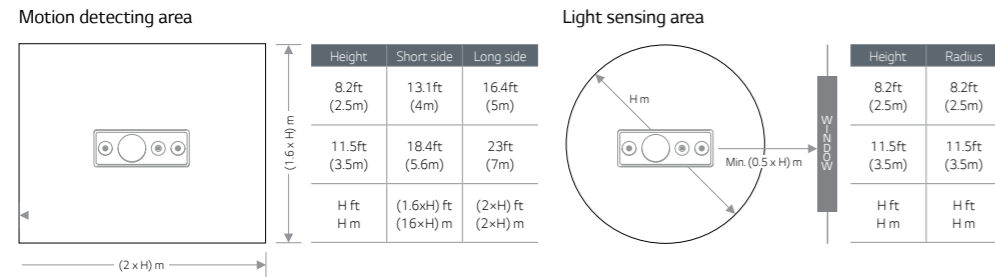 Motion detecting area
(1.6 x H) m
(2 x H) m
Height Short side Long side
8.2ft 13.1ft 16.4ft
(2.5m) (4m) (5m)
11.5ft 18.4ft 23ft
(3.5m) (5.6m) (7m)
H ft (1.6xH) ft (2×H) ft
H m (16×H) m (2×H) m
Light sensing area
H m
Min. (0.5 x H) m
WINDOW
Height Radius
8.2ft 8.2ft
(2.5m) (2.5m)
11.5ft 11.5ft
(3.5m) (3.5m)
H ft H ft
H m H m